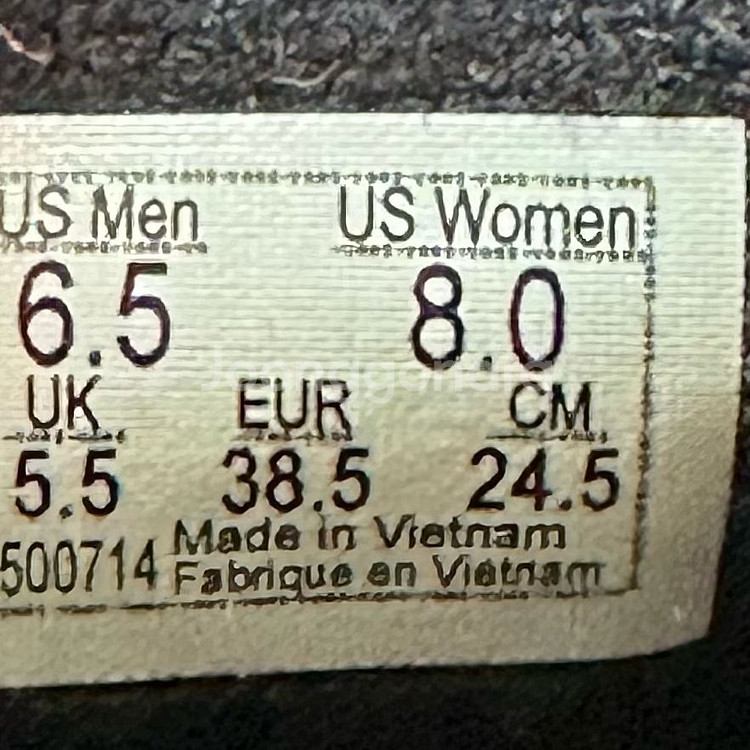 US Men US Women
6.5 8.0
UK EUR CM
5.5 38.5 24.5
500714 Made in Vietnam
Fabrique en Vietnam